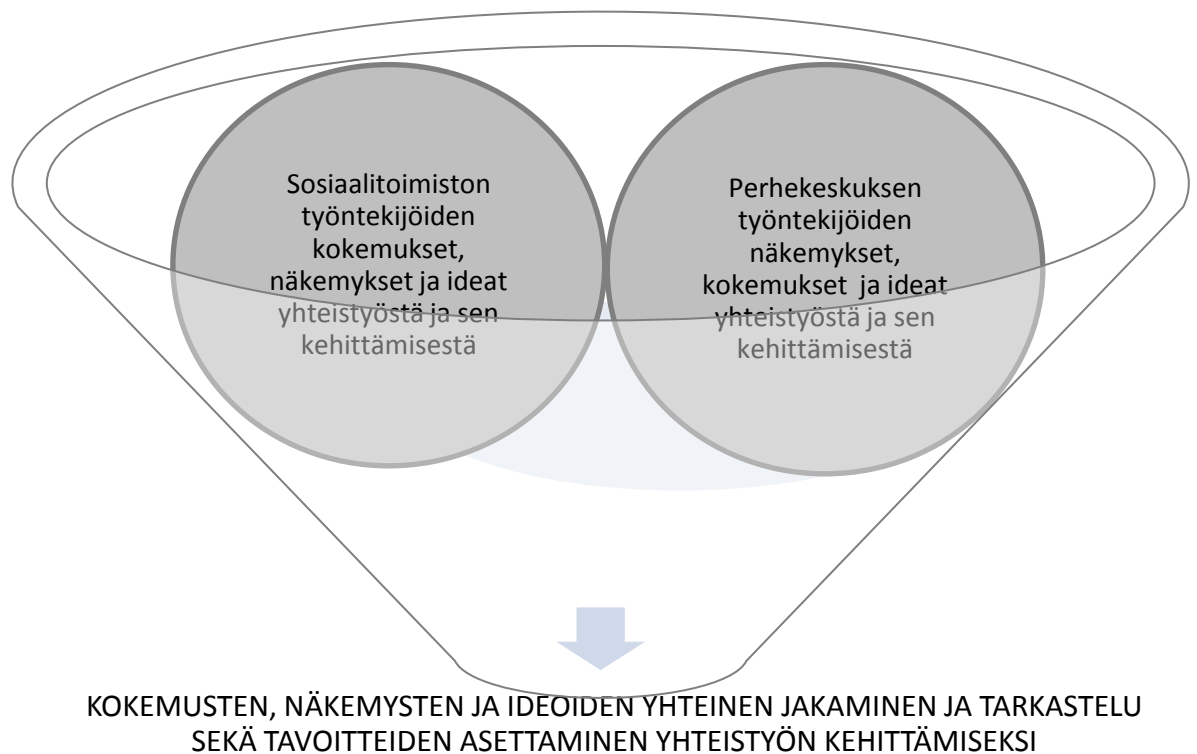 Sosiaalitoimiston
työntekijöiden
kokemukset,
näkemykset ja ideat
yhteistyöstä ja sen
kehittämisestä
Perhekeskuksen
työntekijöiden
näkemykset,
kokemukset ja ideat
yhteistyöstä ja sen
kehittämisestä
KOKEMUSTEN, NÄKEMYSTEN JA IDEOIDEN YHTEINEN JAKAMINEN JA TARKASTELU
SEKÄ TAVOITTEIDEN ASETTAMINEN YHTEISTYÖN KEHITTÄMISEKSI